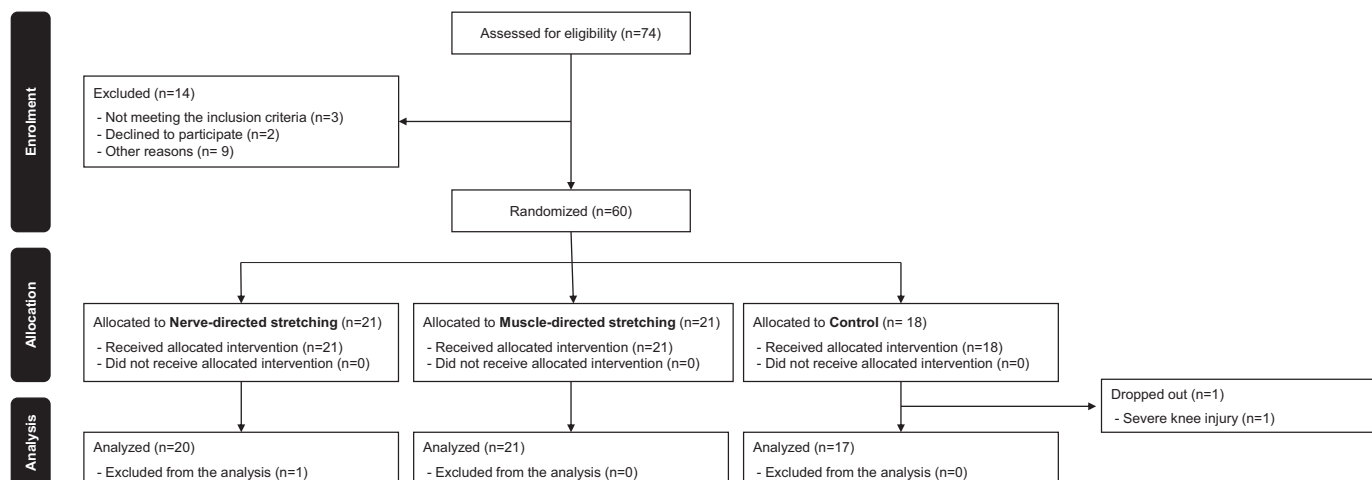 Enrolment
Assessed for eligibility (n=74)
Excluded (n=14)
- Not meeting the inclusion criteria (n=3)
- Declined to participate (n=2)
- Other reasons (n= 9)
Randomized (n=60)
Allocation
Allocated to Nerve-directed stretching (n=21)
- Received allocated intervention (n=21)
- Did not receive allocated intervention (n=0)
Allocated to Muscle-directed stretching (n=21)
- Received allocated intervention (n=21)
- Did not receive allocated intervention (n=0)
Allocated to Control (n= 18)
- Received allocated intervention (n=18)
- Did not receive allocated intervention (n=0)
Dropped out (n=1)
- Severe knee injury (n=1)
Analysis
Analyzed (n=20)
- Excluded from the analysis (n=1)
Analyzed (n=21)
- Excluded from the analysis (n=0)
Analyzed (n=17)
- Excluded from the analysis (n=0)